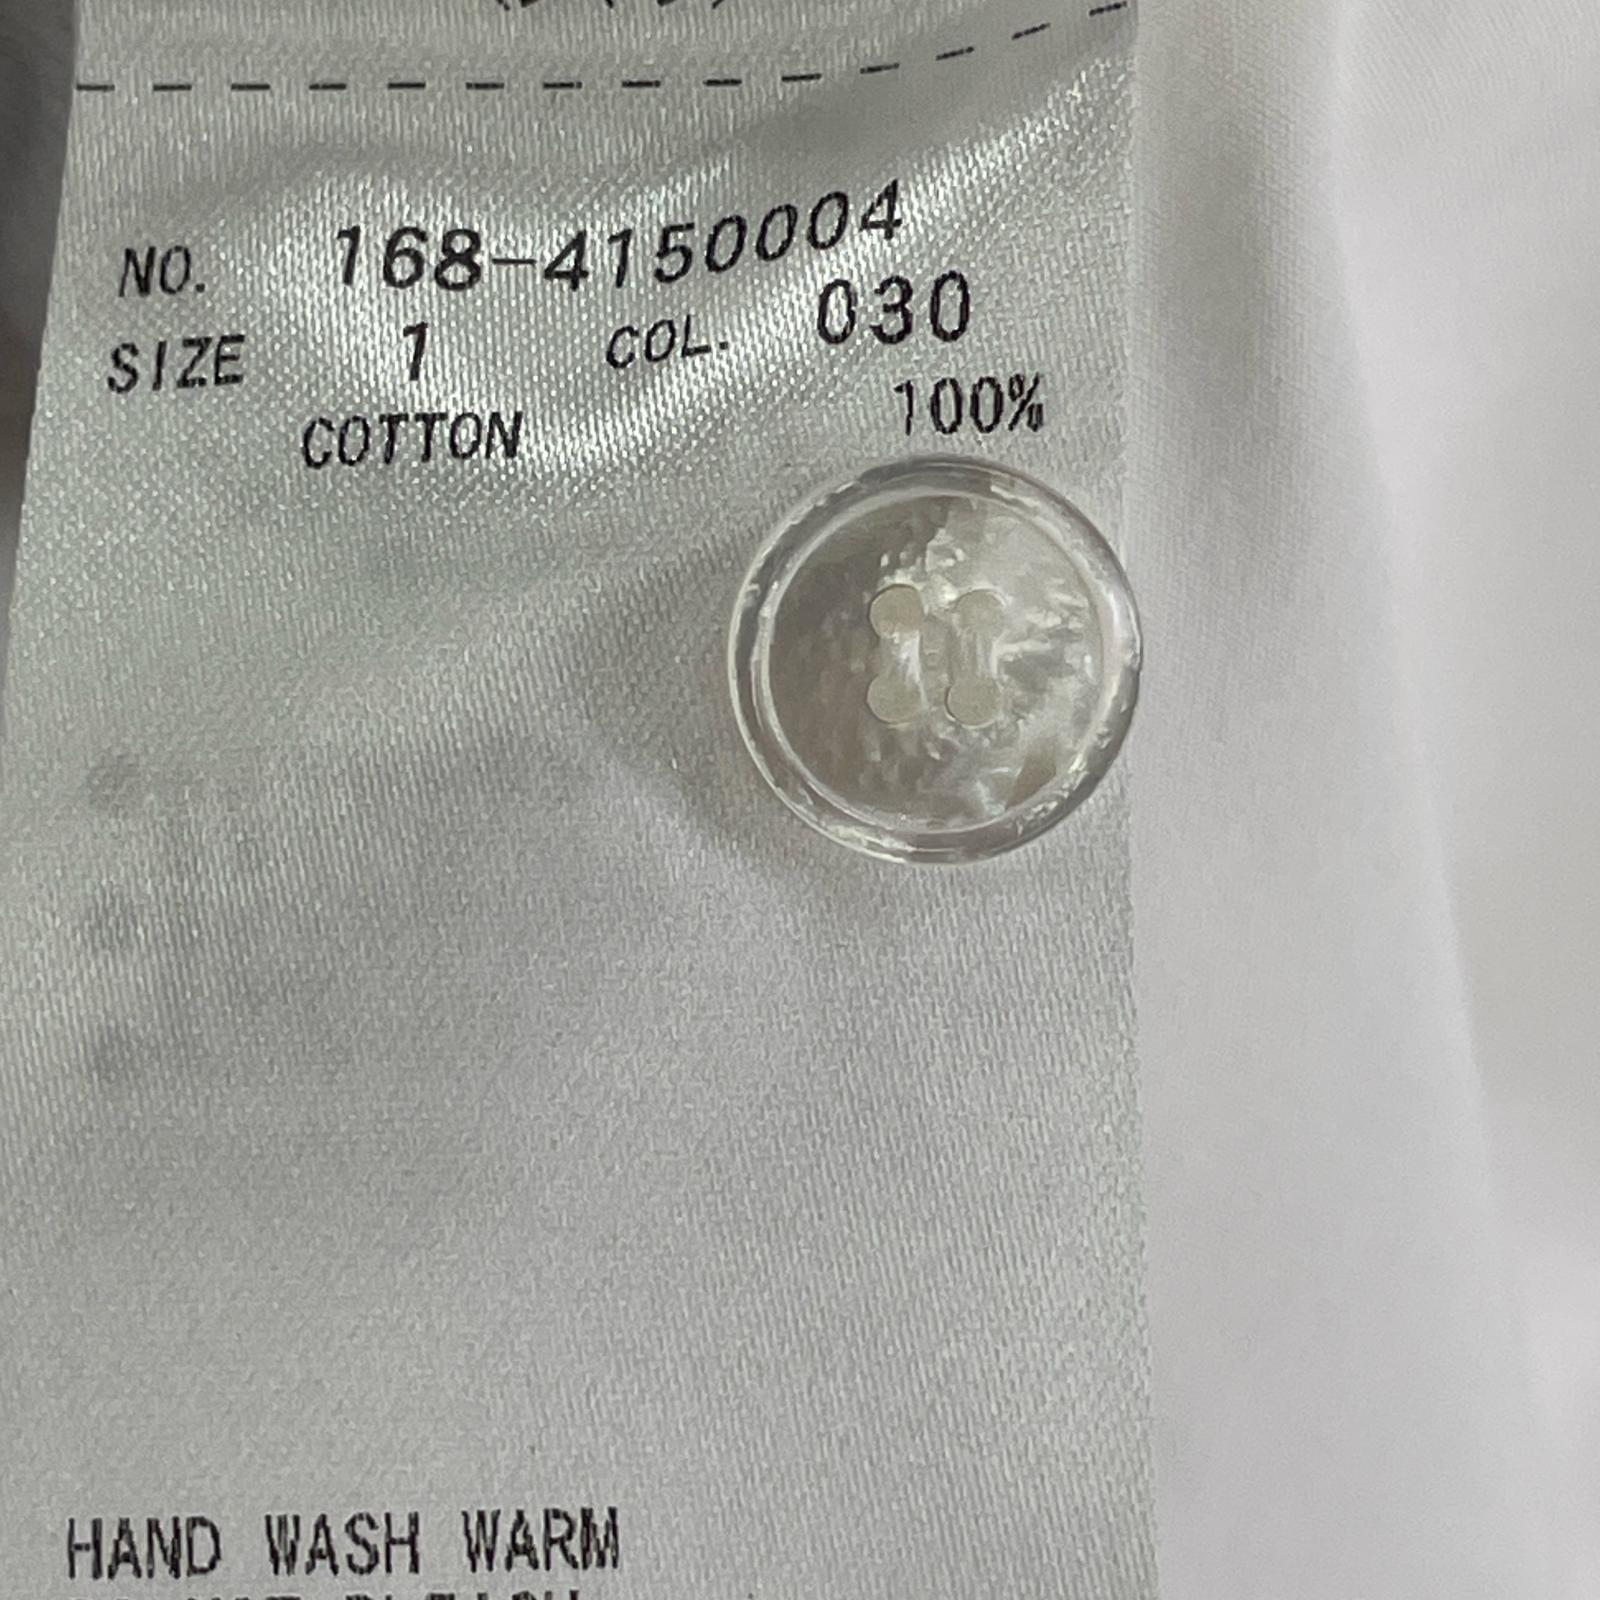 NO. 168-4150004
SIZE 1 COL. 030
COTTON 100%
HAND WASH WARM